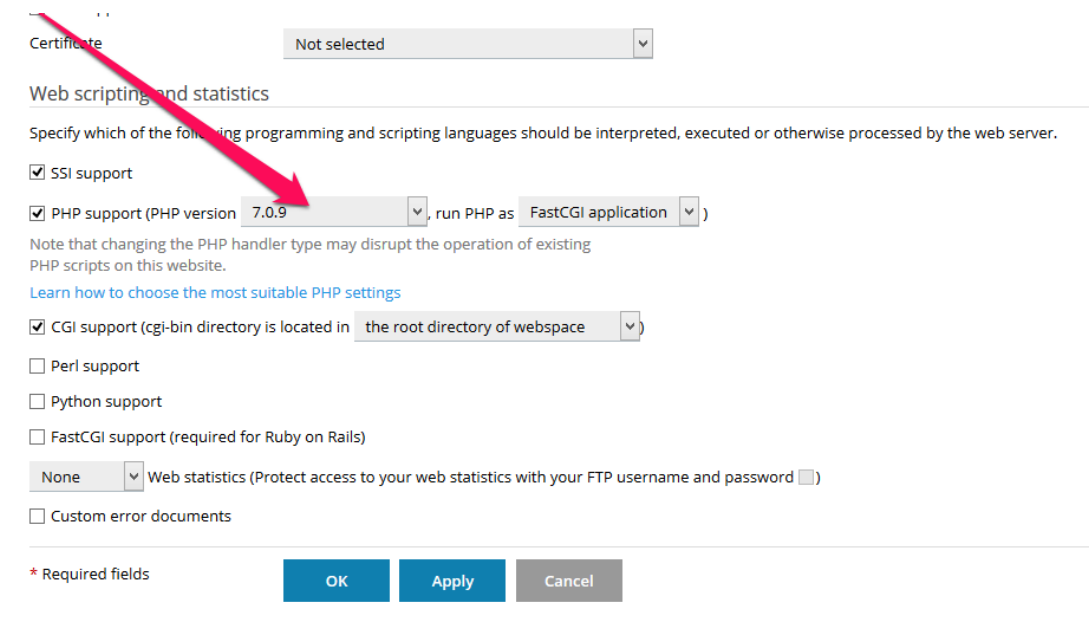 Certificate Not selected
Web scripting and statistics
Specify which of the following programming and scripting languages should be interpreted, executed or otherwise processed by the web server.
SSI support
PHP support (PHP version 7.0.9 , run PHP as FastCGI application )
Note that changing the PHP handler type may disrupt the operation of existing
PHP scripts on this website.
Learn how to choose the most suitable PHP settings
CGI support (cgi-bin directory is located in the root directory of webspace )
Perl support
Python support
FastCGI support (required for Ruby on Rails)
None Web statistics (Protect access to your web statistics with your FTP username and password )
Custom error documents
* Required fields OK Apply Cancel